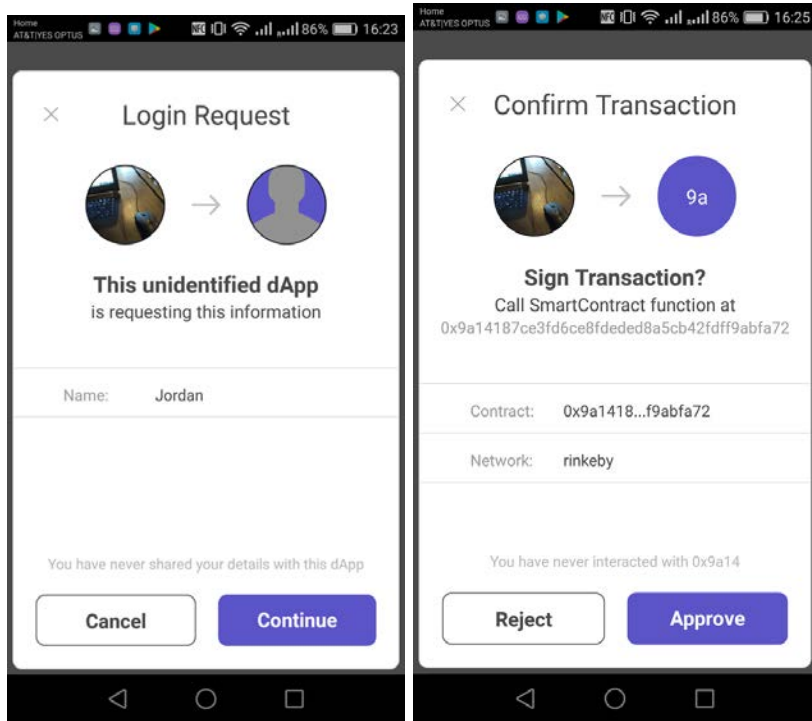 Home
AT&T|YES OPTUS
NFC
86%
16:23
Login Request
This unidentified dApp
is requesting this information
Name: Jordan
You have never shared your details with this dApp
Cancel
Continue
Home
AT&T|YES OPTUS
NFC
86%
16:25
Confirm Transaction
9a
Sign Transaction?
Call SmartContract function at
0x9a14187ce3fd6ce8fdeded8a5cb42fdff9abfa72
Contract: 0x9a1418...f9abfa72
Network: rinkeby
You have never interacted with 0x9a14
Reject
Approve